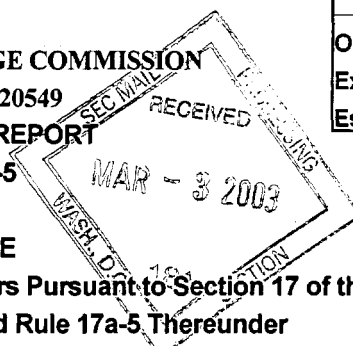 GE COMMISSION
20549
REPORT
-5
SEC MAIL
RECEIVED
PROCESSING
MAR - 3 2003
WASH., D.C.
SECTION
E
rs Pursuant to Section 17 of th
d Rule 17a-5 Thereunder
O
Ex
Es